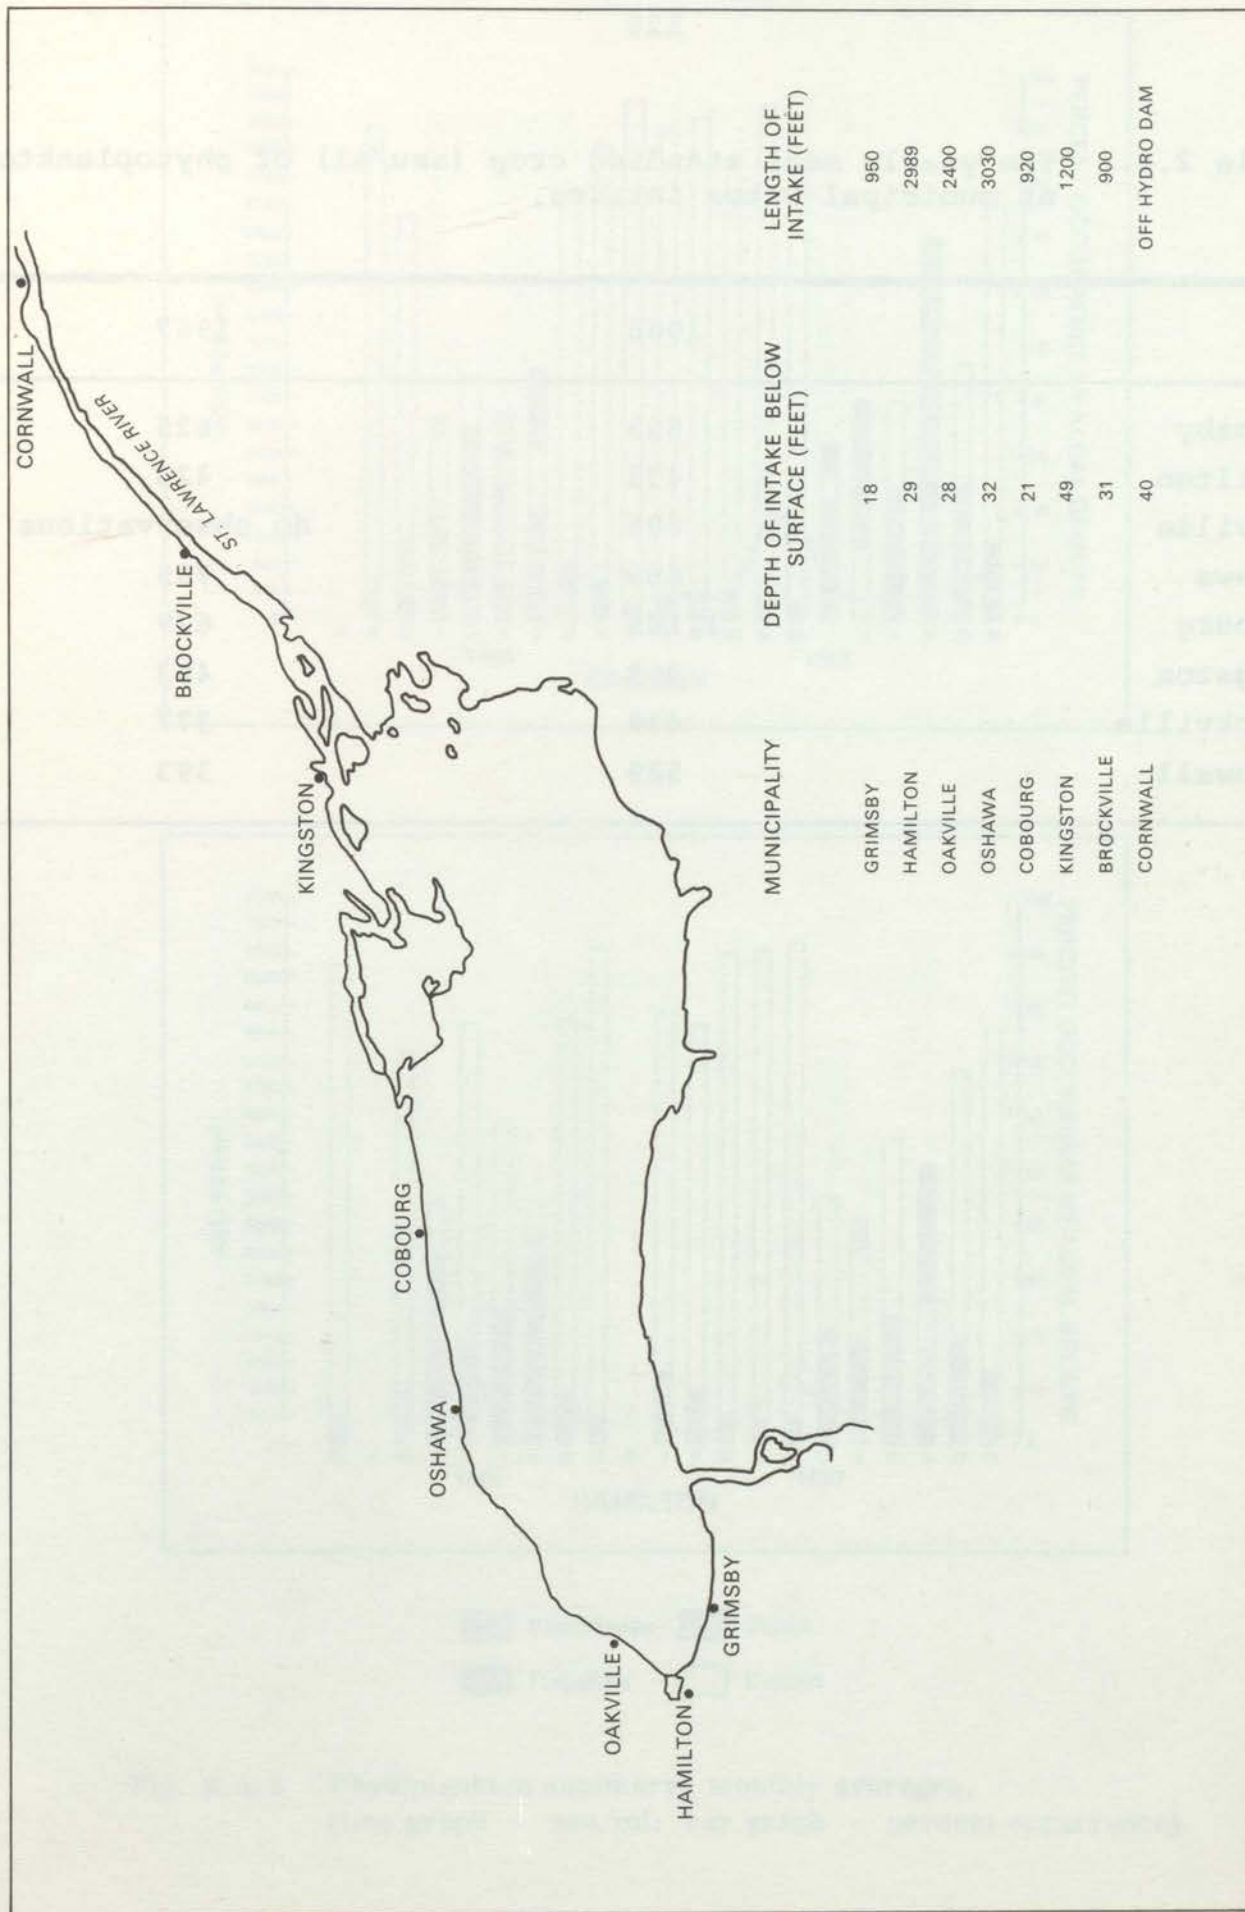 CORNWALL
ST. LAWRENCE RIVER
BROCKVILLE
KINGSTON
COBOURG
OSHAWA
OAKVILLE
HAMILTON
GRIMSBY
MUNICIPALITY DEPTH OF INTAKE BELOW SURFACE (FEET) LENGTH OF INTAKE (FEET)
GRIMSBY 18 950
HAMILTON 29 2989
OAKVILLE 28 2400
OSHAWA 32 3030
COBOURG 21 920
KINGSTON 49 1200
BROCKVILLE 31 900
CORNWALL 40 OFF HYDRO DAM